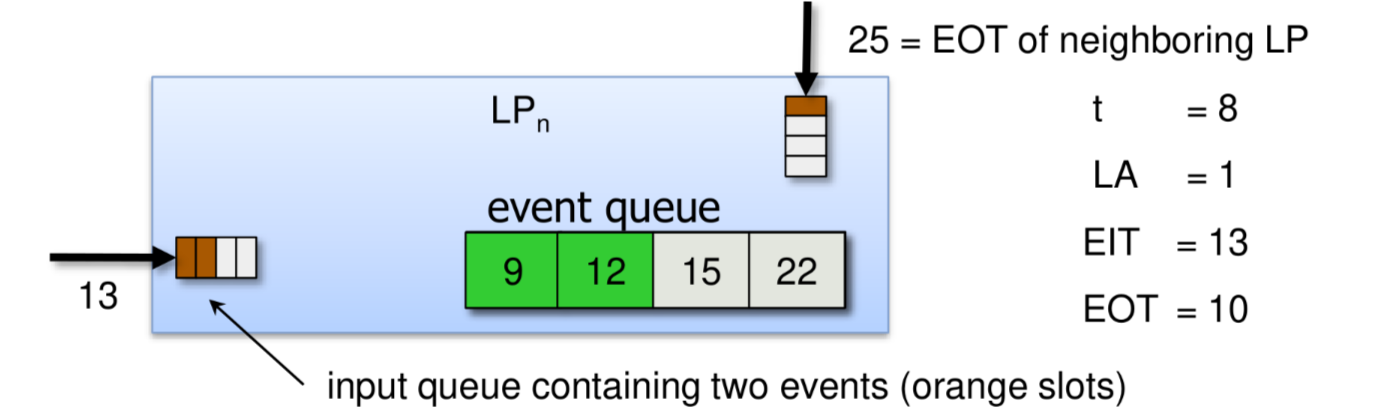 25 = EOT of neighboring LP
LPn
t = 8
LA = 1
event queue
EIT = 13
9 12 15 22
13
EOT = 10
input queue containing two events (orange slots)